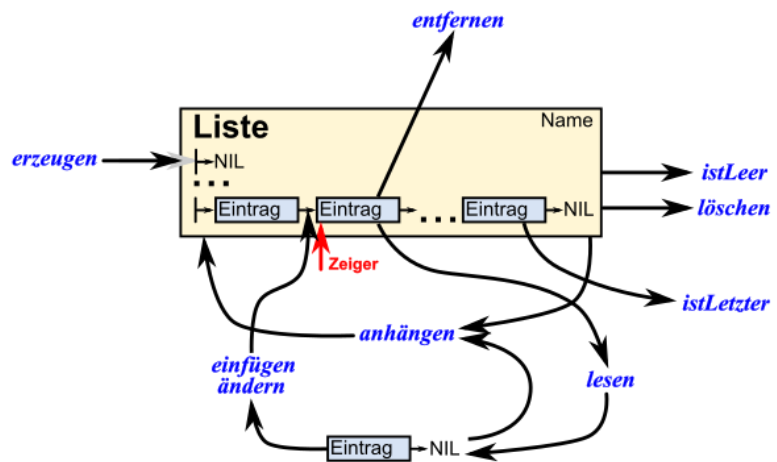 entfernen
Liste
Name
erzeugen
NIL
...
istLeer
Eintrag
Eintrag
...
Eintrag
NIL
löschen
Zeiger
istLetzter
anhängen
einfügen
ändern
lesen
Eintrag
NIL